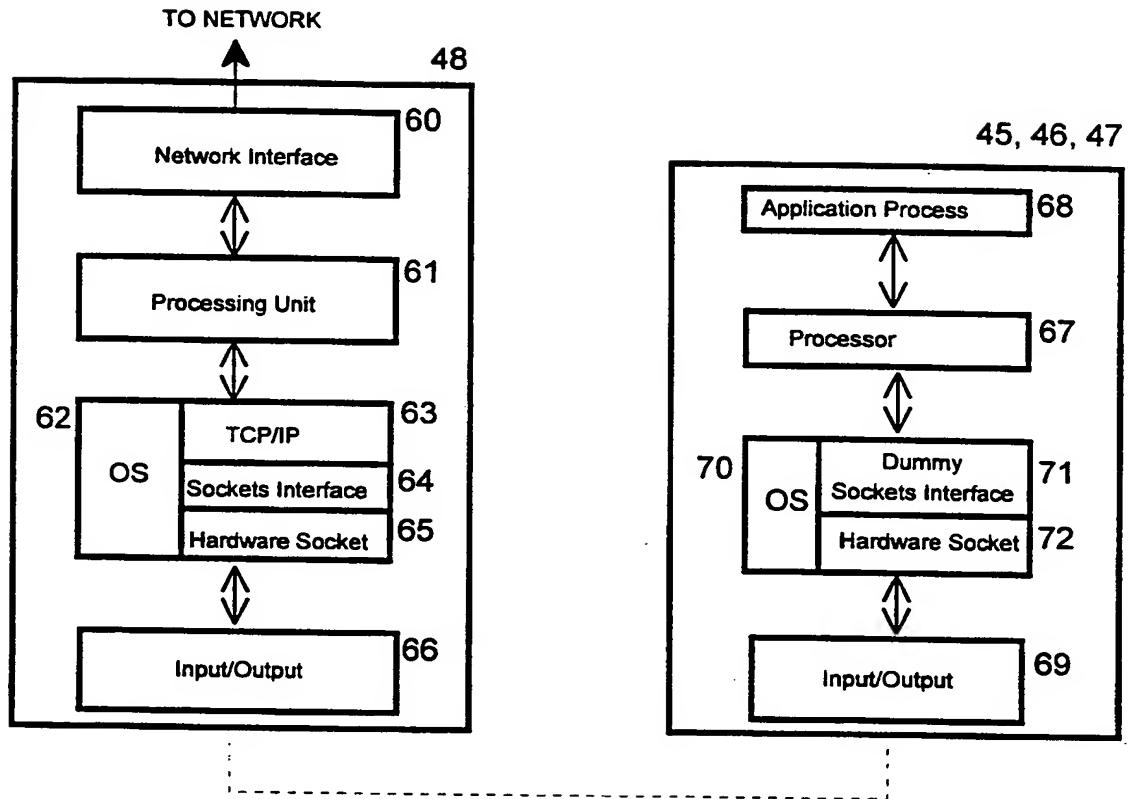 TO NETWORK
48
60
Network Interface
61
Processing Unit
62
OS
63
TCP/IP
64
Sockets Interface
65
Hardware Socket
66
Input/Output
45, 46, 47
Application Process
68
Processor
67
70
OS
Dummy
Sockets Interface
71
Hardware Socket
72
Input/Output
69